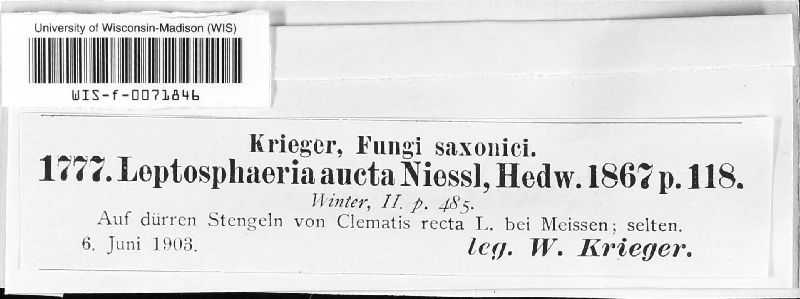 University of Wisconsin-Madison (WIS)
WIS-f-0071846
Krieger, Fungi saxonici.
1777. Leptosphaeria aucta Niessl, Hedw. 1867 p. 118.
Winter, II. p. 485.
Auf dürren Stengeln von Clematis recta L. bei Meissen; selten.
6. Juni 1903. leg. W. Krieger.